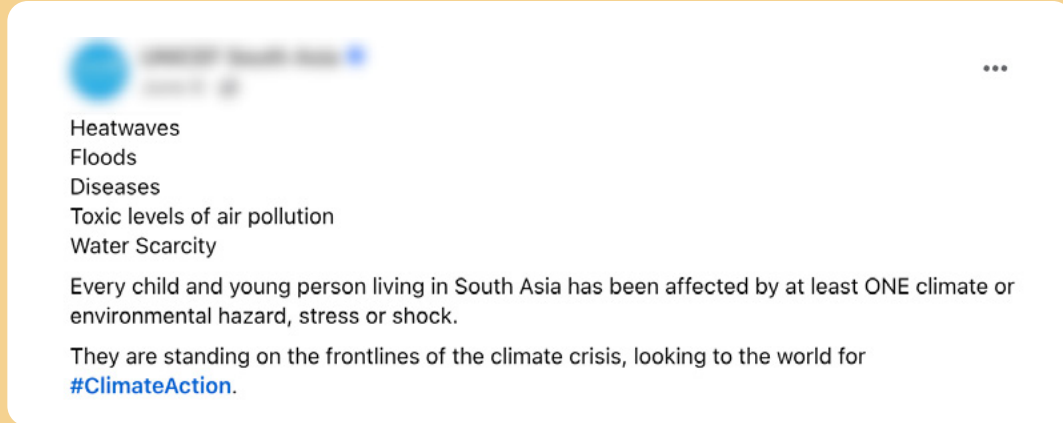 Heatwaves
Floods
Diseases
Toxic levels of air pollution
Water Scarcity
Every child and young person living in South Asia has been affected by at least ONE climate or
environmental hazard, stress or shock.
They are standing on the frontlines of the climate crisis, looking to the world for
#ClimateAction.